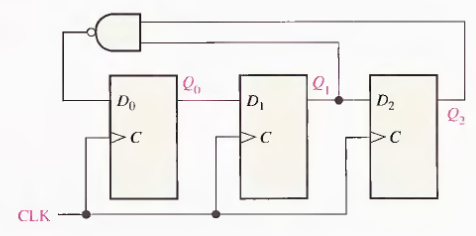 Q₀ Q₁ Q₂
D₀ D₁ D₂
C C C
CLK